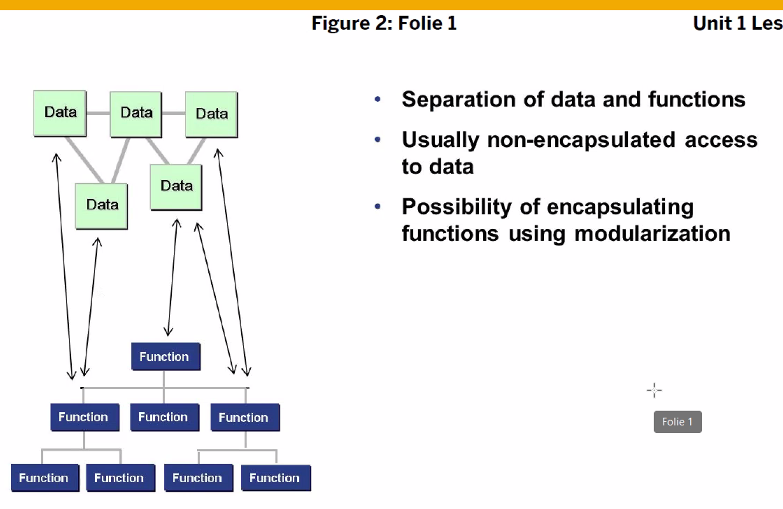 Figure 2: Folie 1
Unit 1 Les
Data
Data
Data
Data
Data
• Separation of data and functions
• Usually non-encapsulated access
to data
• Possibility of encapsulating
functions using modularization
Function
Function
Function
Function
Function
Function
Function
Function
Folie 1